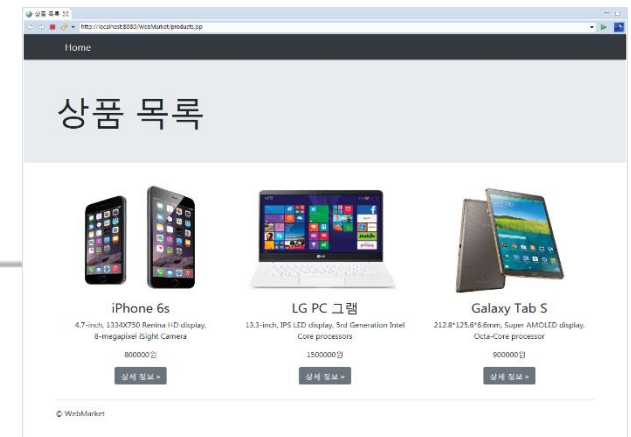 상품 목록
http://localhost:8080/WebMarket/products.jsp
Home
상품 목록
iPhone 6s
4.7-inch, 1334X750 Renina HD display,
8-megapixel iSight Camera
800000원
상세 정보 »
LG PC 그램
13.3-inch, IPS LED display, 5rd Generation Intel
Core processors
1500000원
상세 정보 »
Galaxy Tab S
212.8*125.6*6.6mm, Super AMOLED display,
Octa-Core processor
900000원
상세 정보 »
© WebMarket